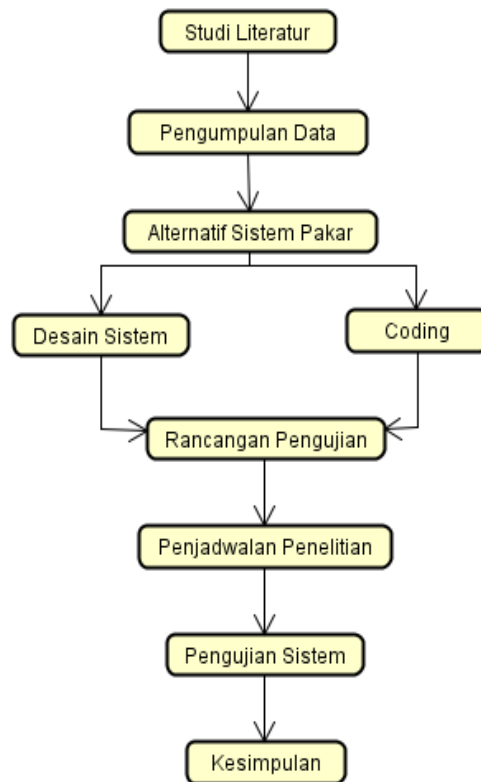 Studi Literatur
Pengumpulan Data
Alternatif Sistem Pakar
Desain Sistem
Coding
Rancangan Pengujian
Penjadwalan Penelitian
Pengujian Sistem
Kesimpulan